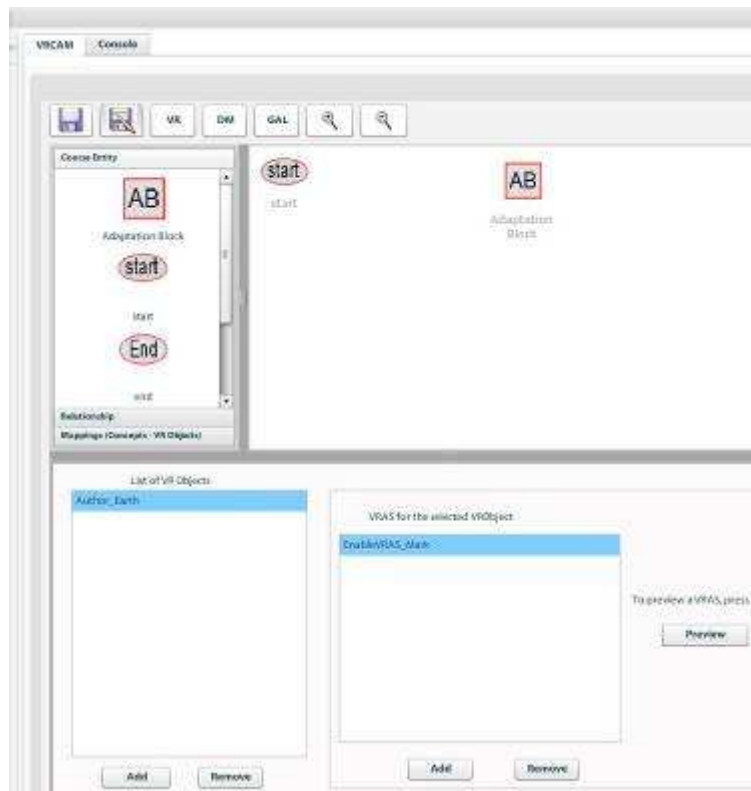 VRCAM Console
VR DM GAL
Course Entity
AB
Adaptation Block
start
start
End
end
Relationship
Mappings (Concepts - VR Objects)
start
start
AB
Adaptation
Block
List of VR Objects
Author_Earth
Add Remove
VRAS for the selected VRObject
EnableVRAS_Mark
Add Remove
To preview a VRAS, press
Preview